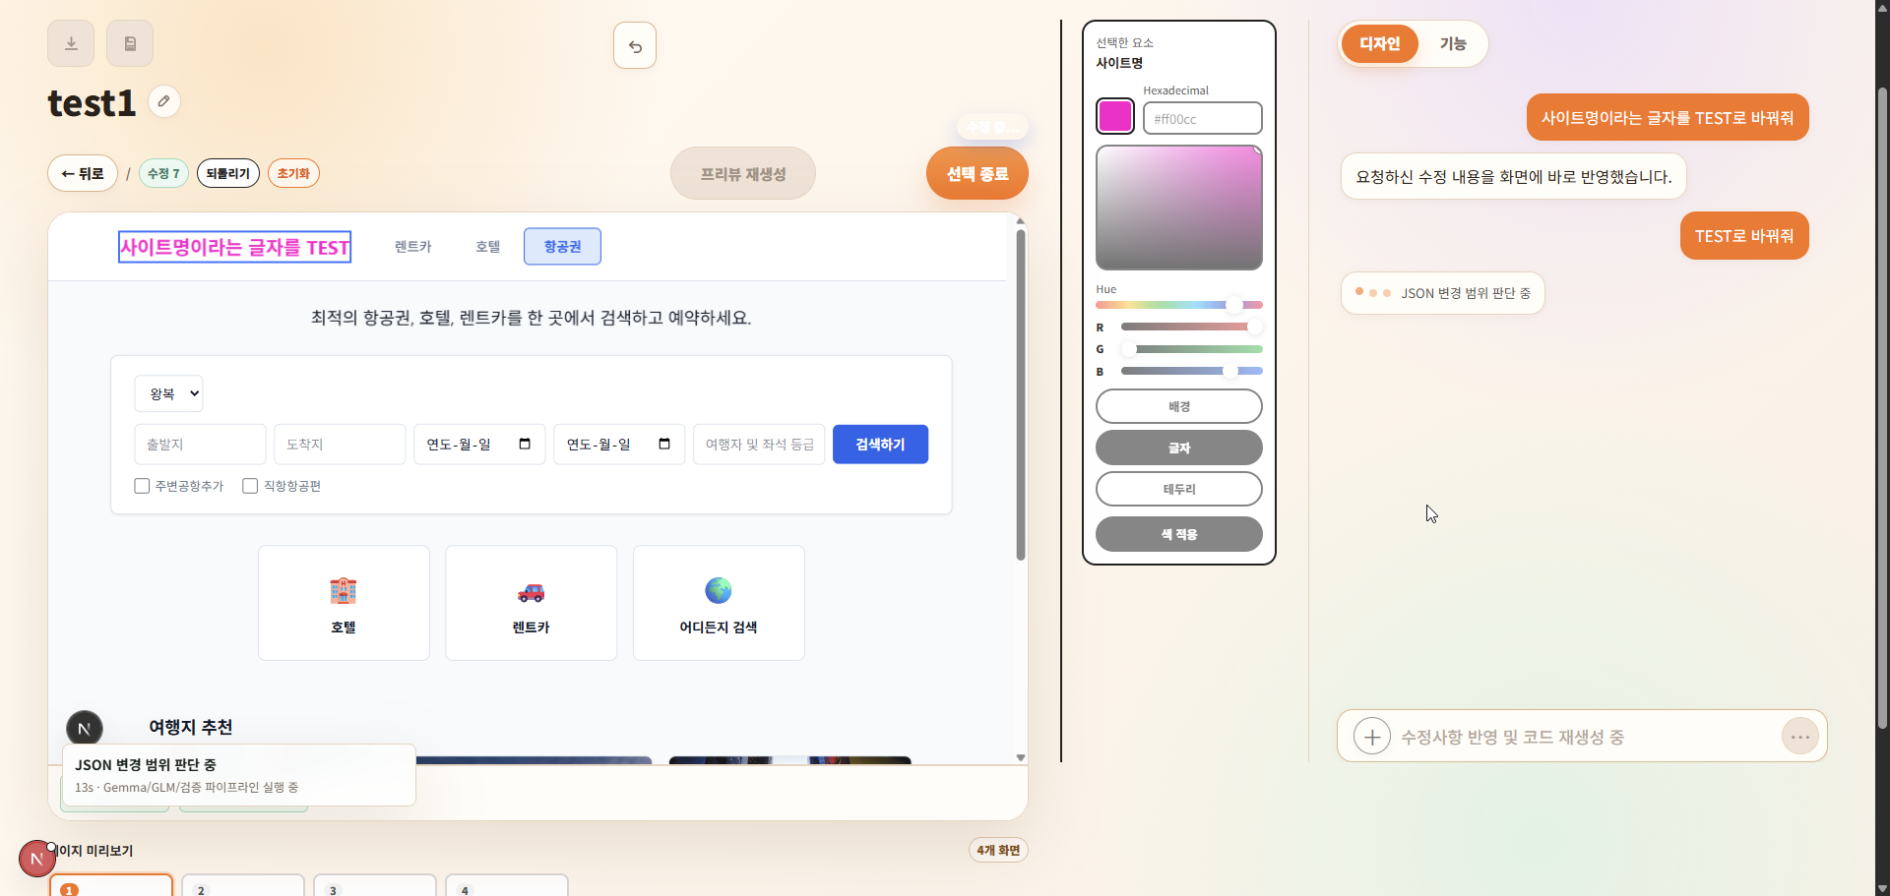 test1
수정 중...
← 뒤로 / 수정 7 되돌리기 초기화
프리뷰 재생성
선택 종료
사이트명이라는 글자를 TEST
렌트카
호텔
항공권
최적의 항공권, 호텔, 렌트카를 한 곳에서 검색하고 예약하세요.
왕복
출발지
도착지
연도-월-일
연도-월-일
여행자 및 좌석 등급
검색하기
주변공항추가
직항항공편
호텔
렌트카
어디든지 검색
N
여행지 추천
JSON 변경 범위 판단 중
13s · Gemma/GLM/검증 파이프라인 실행 중
N
이지 미리보기
4개 화면
1
2
3
4
선택한 요소
사이트명
Hexadecimal
#ff00cc
Hue
R
G
B
배경
글자
테두리
색 적용
디자인
기능
사이트명이라는 글자를 TEST로 바꿔줘
요청하신 수정 내용을 화면에 바로 반영했습니다.
TEST로 바꿔줘
JSON 변경 범위 판단 중
수정사항 반영 및 코드 재생성 중